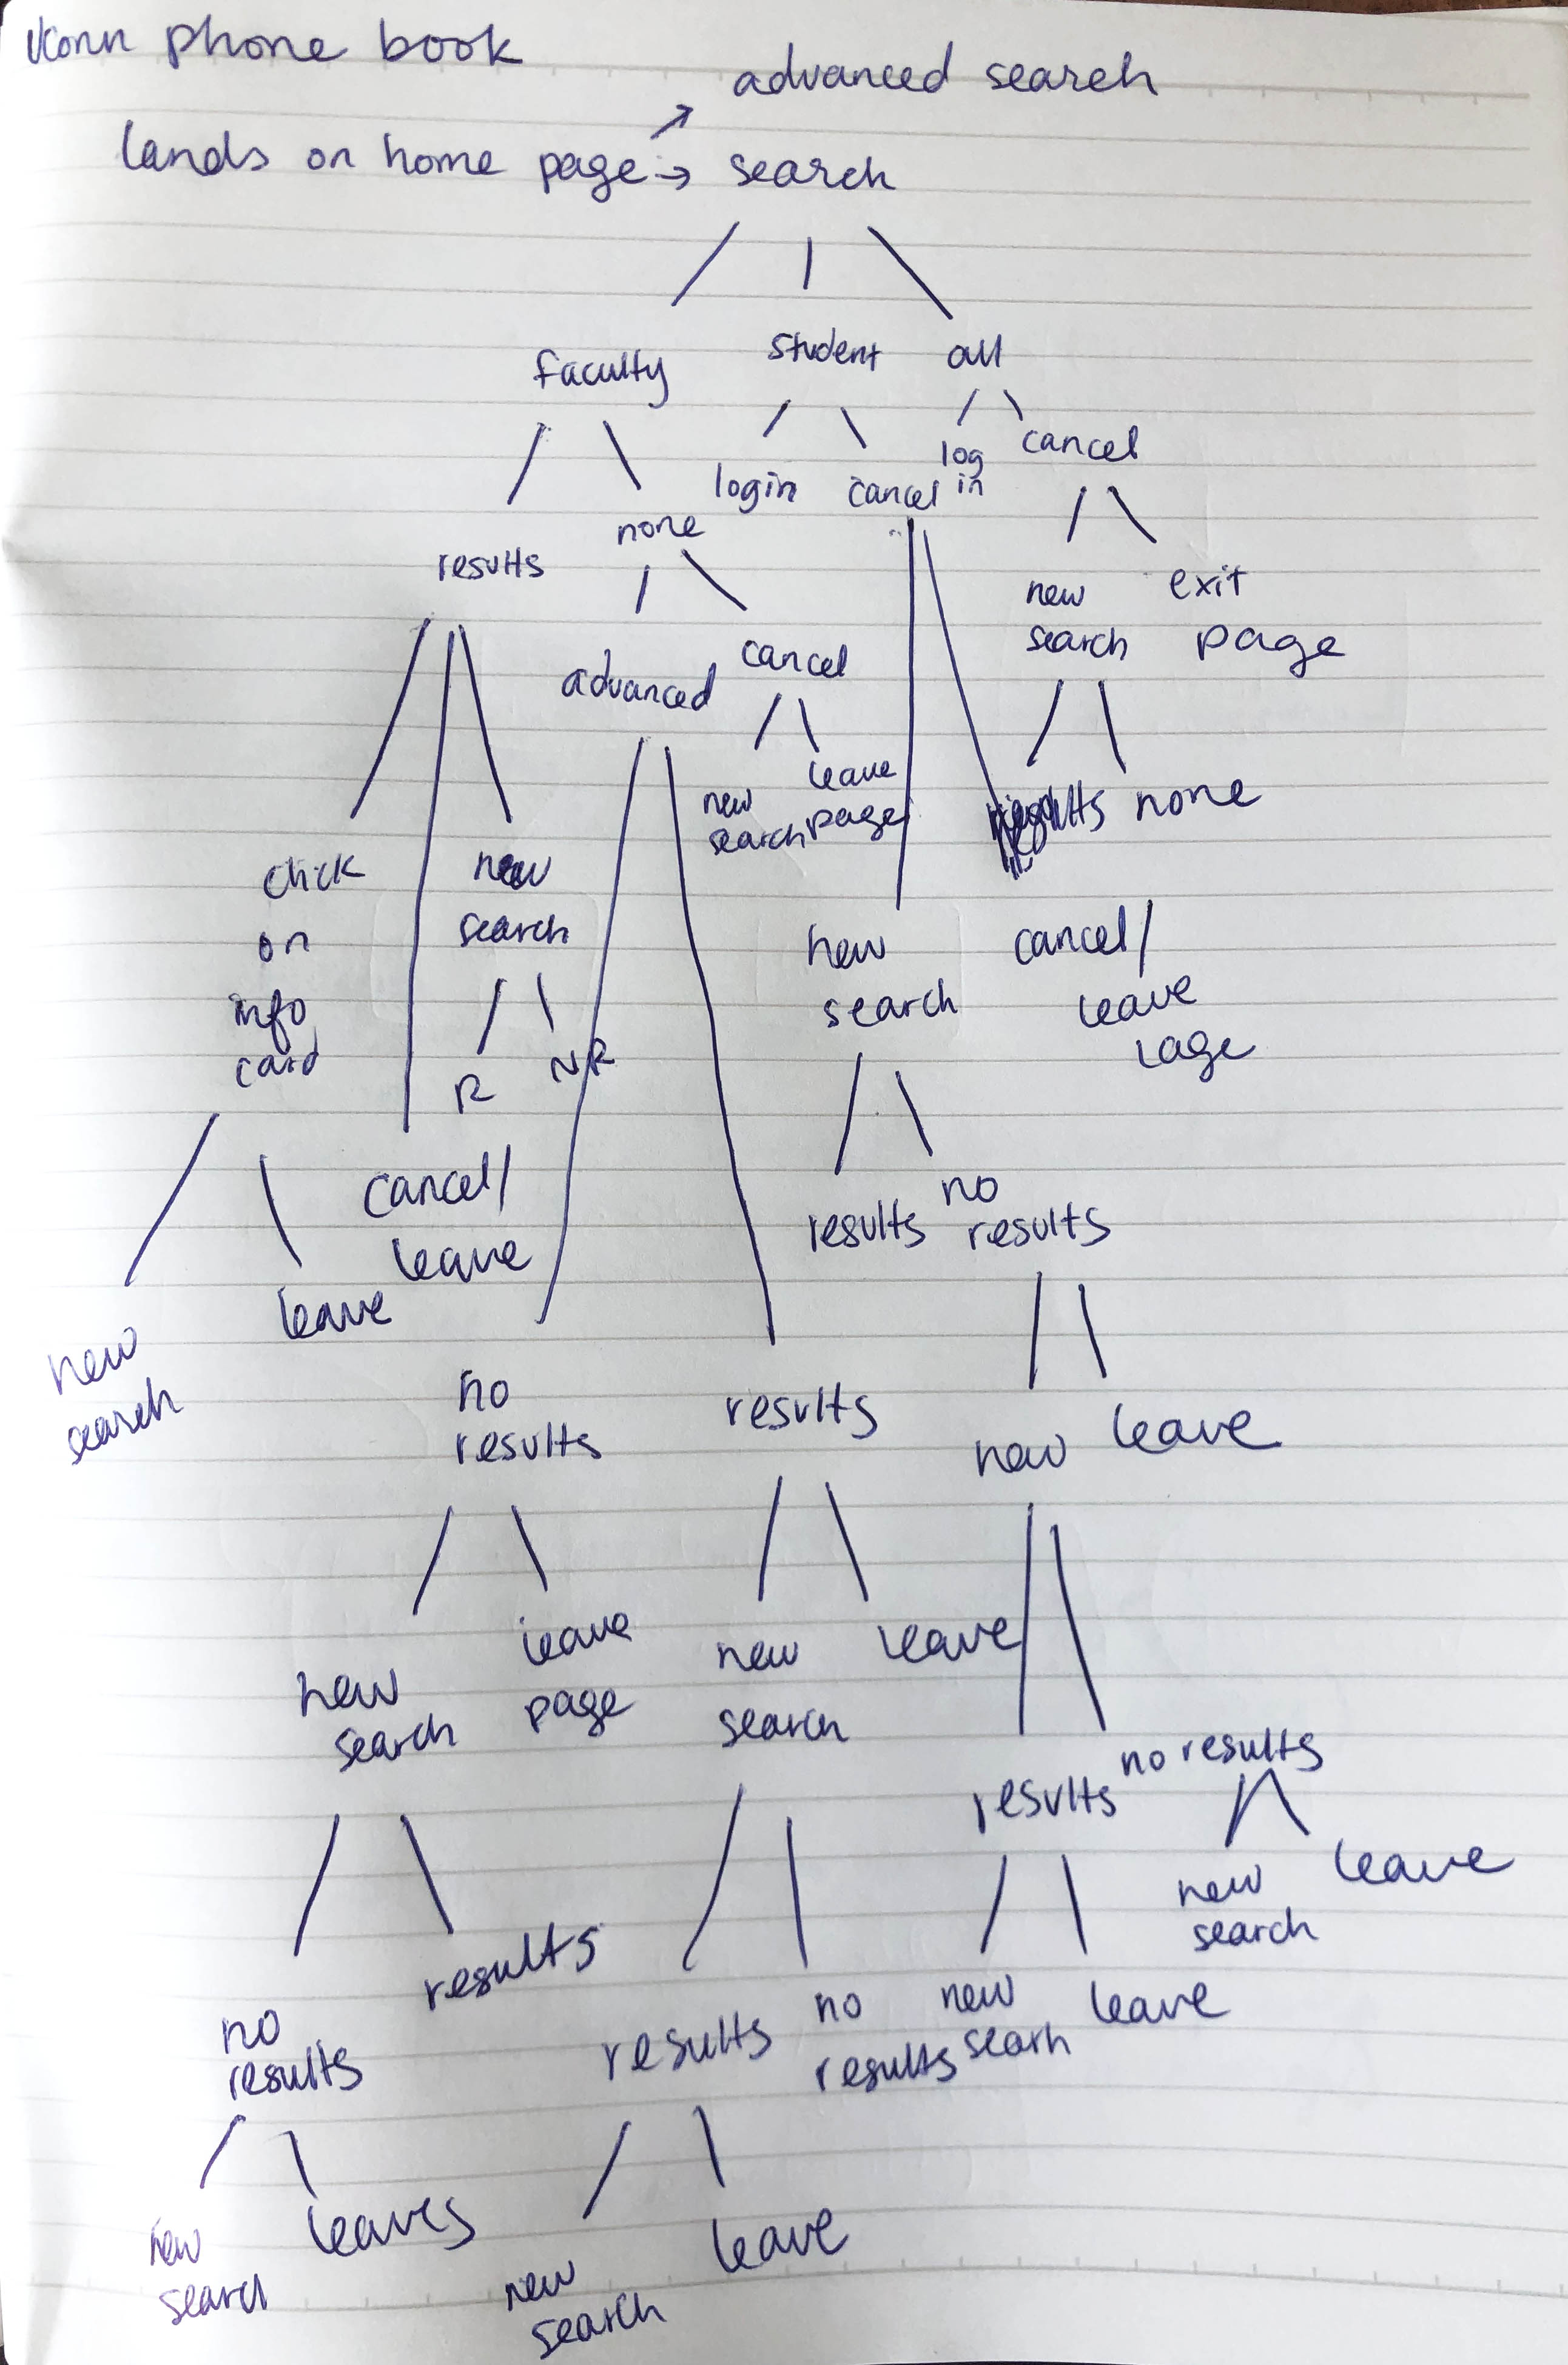 UConn phone book
advanced search
lands on home page → search
faculty
student
all
login
cancel
log
in
cancel
results
none
new
search
exit
page
advanced
cancel
new
search
leave
page
results
none
click
on
info
card
new
search
R
NR
cancel/
leave
new
search
leave
new
search
cancel/
leave
results
no
results
no
results
results
new
leave
new
search
leave
page
new
search
leave
results
no results
new
search
leave
no
results
results
results
no
results
new
searh
leave
new
search
leaves
new
search
leave